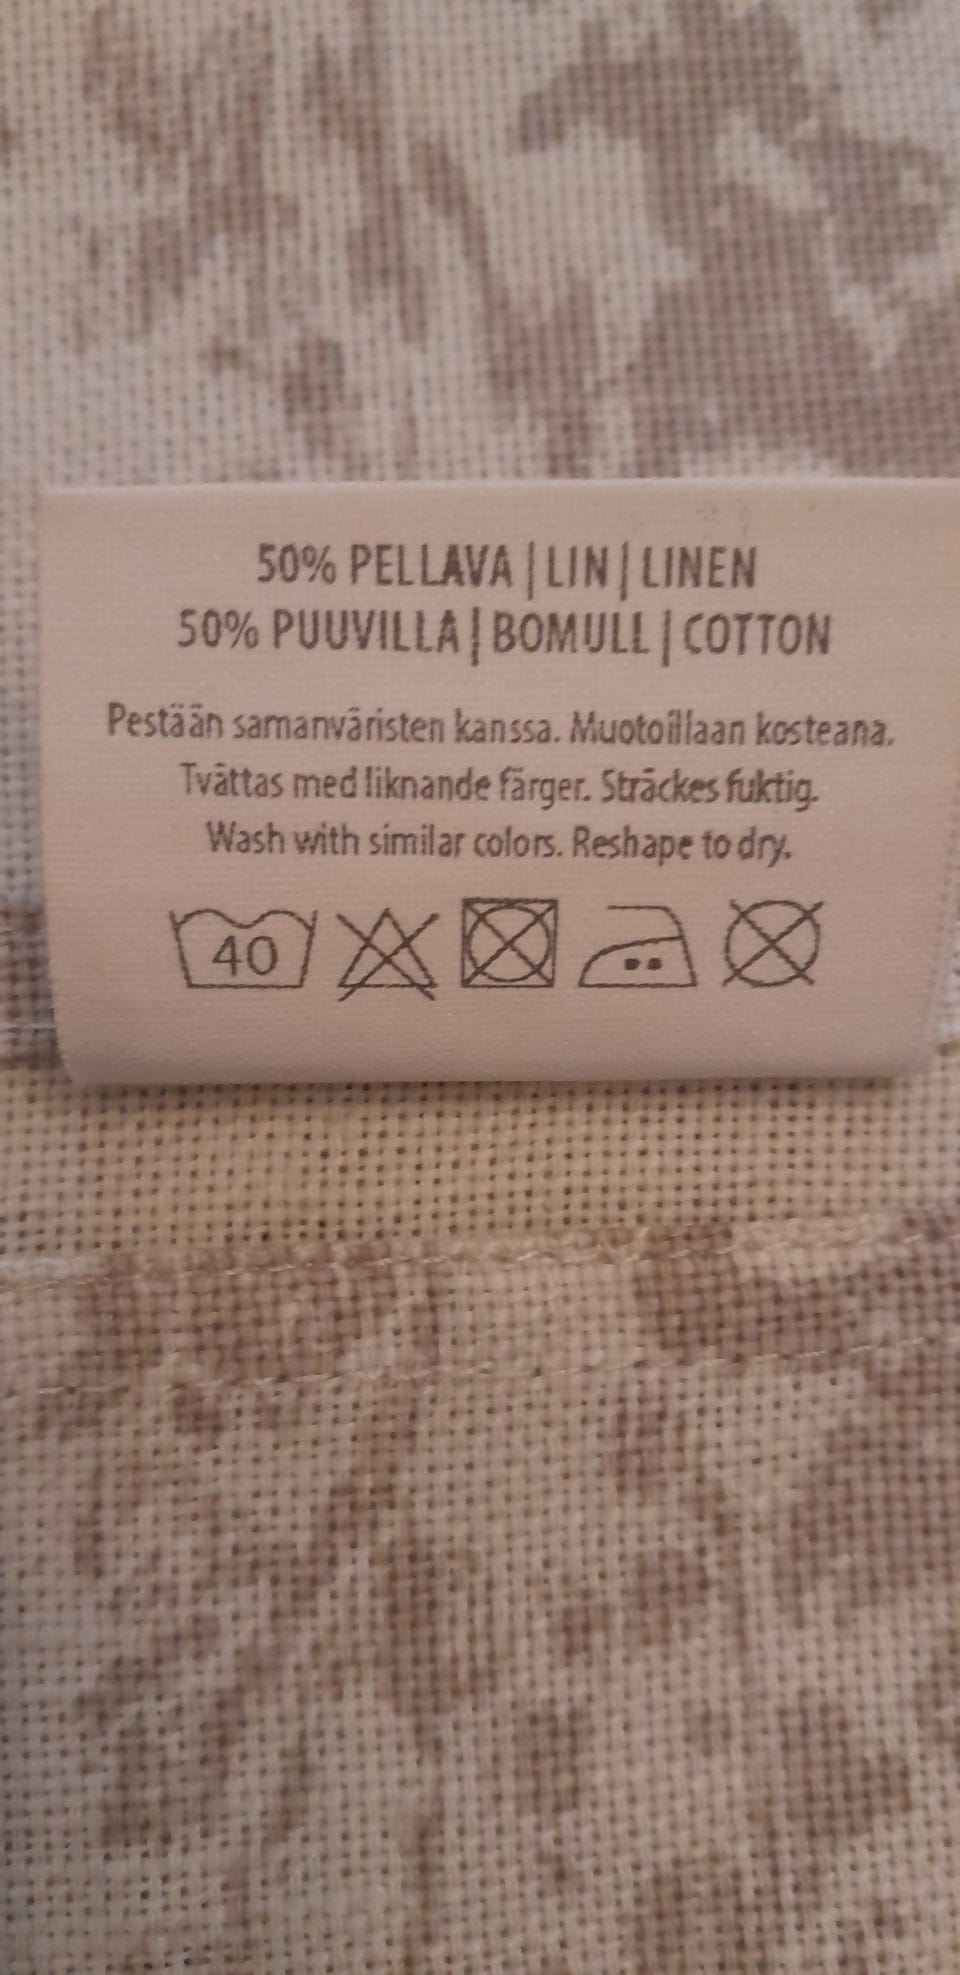 50% PELLAVA | LIN | LINEN
50% PUUVILLA | BOMULL | COTTON
Pestään samanväristen kanssa. Muotoillaan kosteana.
Tvättas med liknande färger. Sträckes fuktig.
Wash with similar colors. Reshape to dry.
40